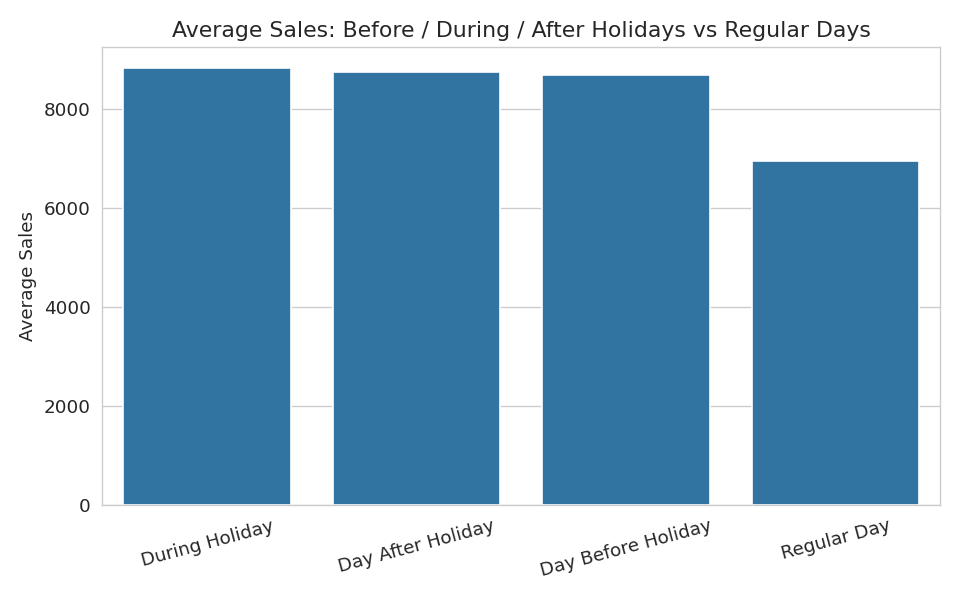 Average Sales: Before / During / After Holidays vs Regular Days
Average Sales
8000
6000
4000
2000
0
During Holiday
Day After Holiday
Day Before Holiday
Regular Day